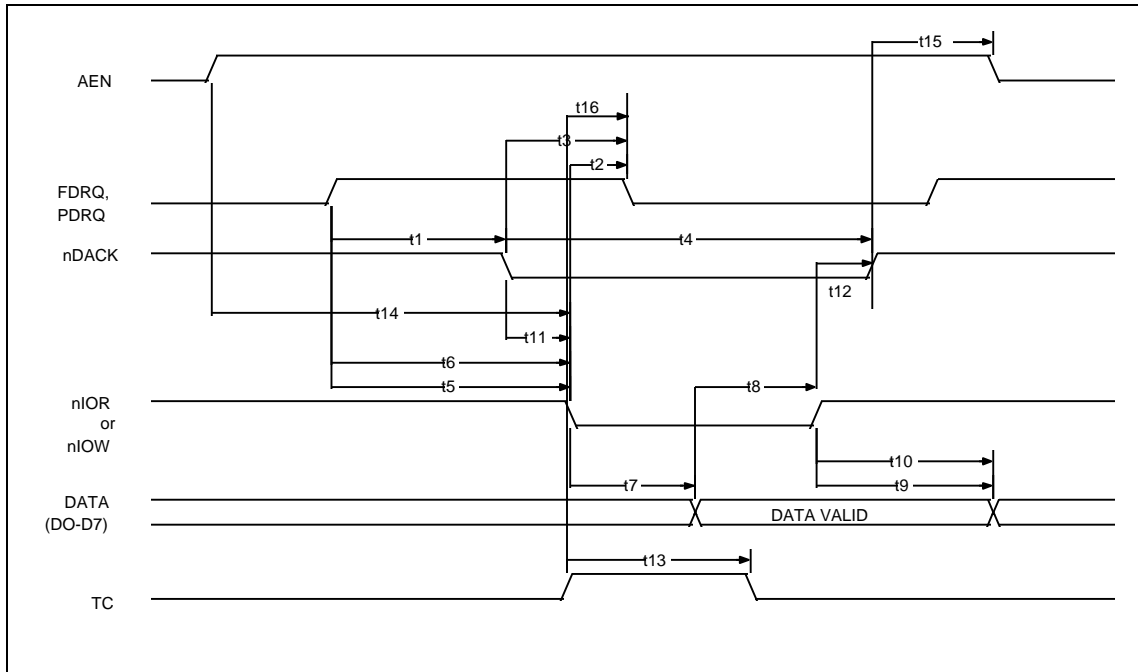 t15
AEN
t16
t3
t2
FDRQ,
PDRQ
t1
t4
nDACK
t12
t14
t11
t6
t5
t8
nIOR
or
nIOW
t10
t9
t7
DATA
(DO-D7)
DATA VALID
t13
TC